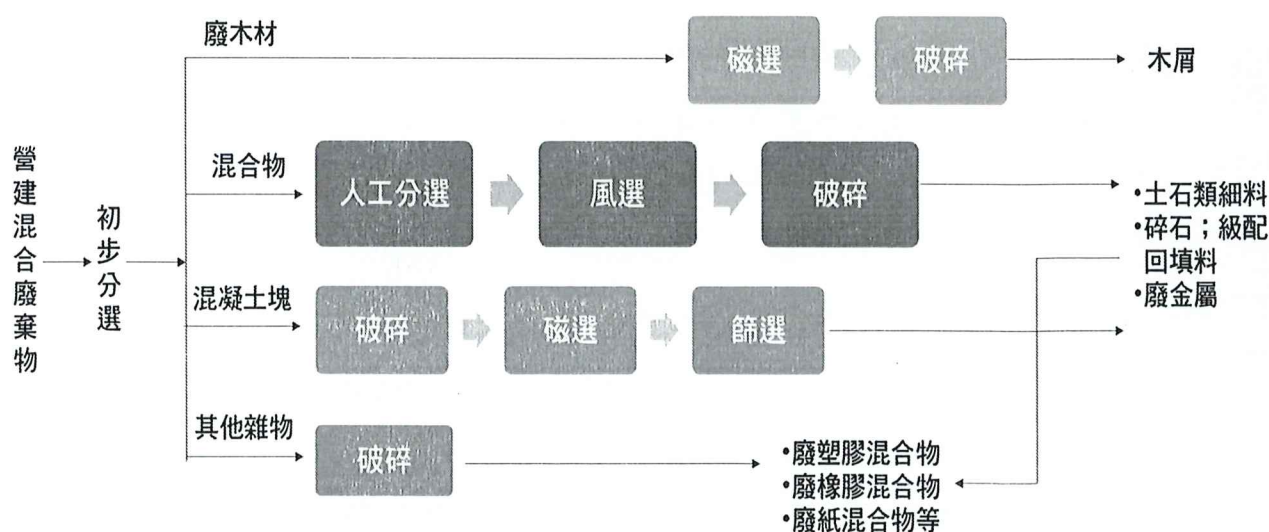 營建混合廢棄物
初步分選
廢木材
磁選
破碎
木屑
混合物
人工分選
風選
破碎
•土石類細料
•碎石；級配
回填料
•廢金屬
混凝土塊
破碎
磁選
篩選
其他雜物
破碎
•廢塑膠混合物
•廢橡膠混合物
•廢紙混合物等